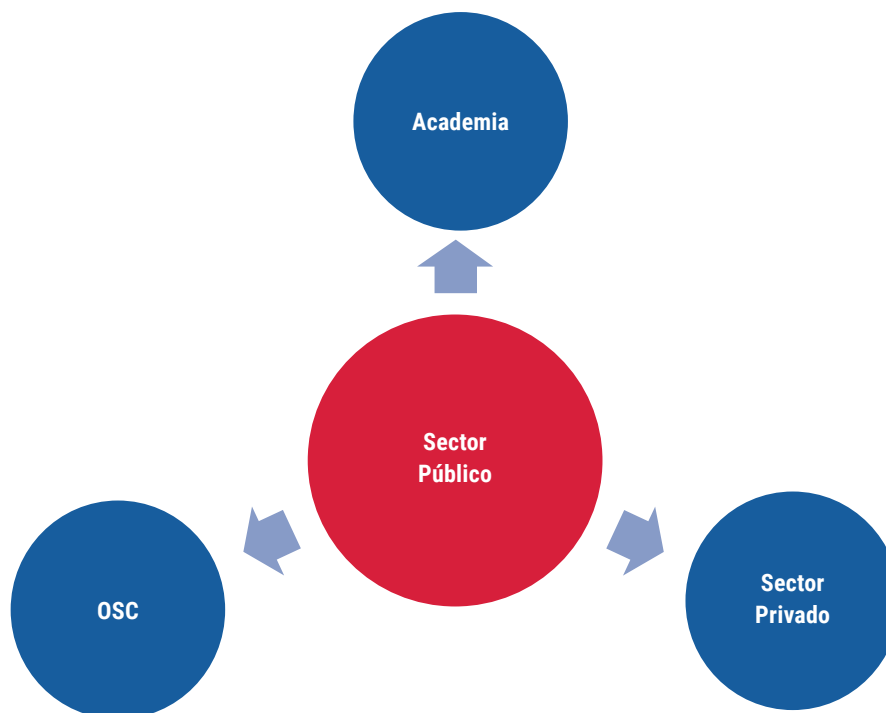 Academia
Sector
Público
OSC
Sector
Privado